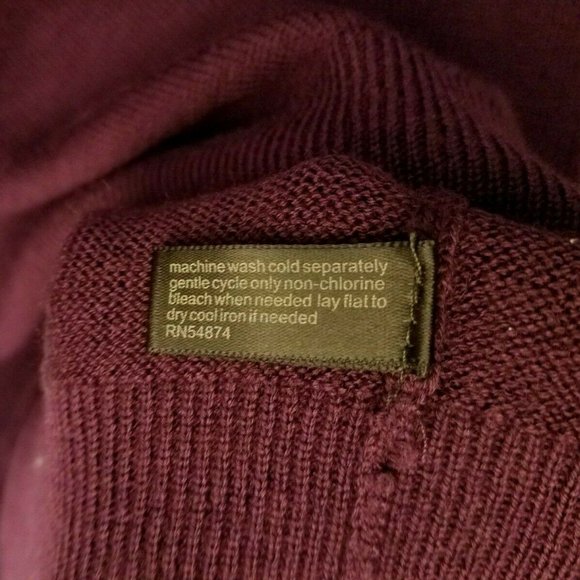 machine wash cold separately
gentle cycle only non-chlorine
bleach when needed lay flat to
dry cool iron if needed
RN54874